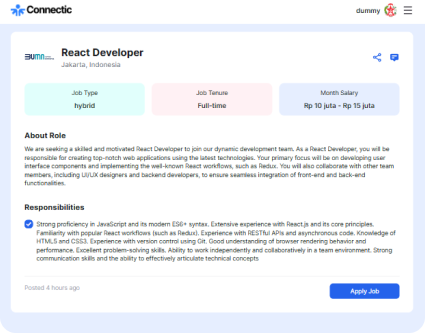 Connectic
dummy
React Developer
Jakarta, Indonesia
Job Type
hybrid
Job Tenure
Full-time
Month Salary
Rp 10 juta - Rp 15 juta
About Role
We are seeking a skilled and motivated React Developer to join our dynamic development team. As a React Developer, you will be
responsible for creating top-notch web applications using the latest technologies. Your primary focus will be on developing user
interface components and implementing the well-known React workflows, such as Redux. You will also collaborate with other team
members, including UI/UX designers and backend developers, to ensure seamless integration of front-end and back-end
functionalities.
Responsibilities
Strong proficiency in JavaScript and its modern ES6+ syntax. Extensive experience with React.js and its core principles.
Familiarity with popular React workflows (such as Redux). Experience with RESTful APIs and asynchronous code. Knowledge of
HTML5 and CSS3. Experience with version control using Git. Good understanding of browser rendering behavior and
performance. Excellent problem-solving skills. Ability to work independently and collaboratively in a team environment. Strong
communication skills and the ability to effectively articulate technical concepts
Posted 4 hours ago
Apply Job